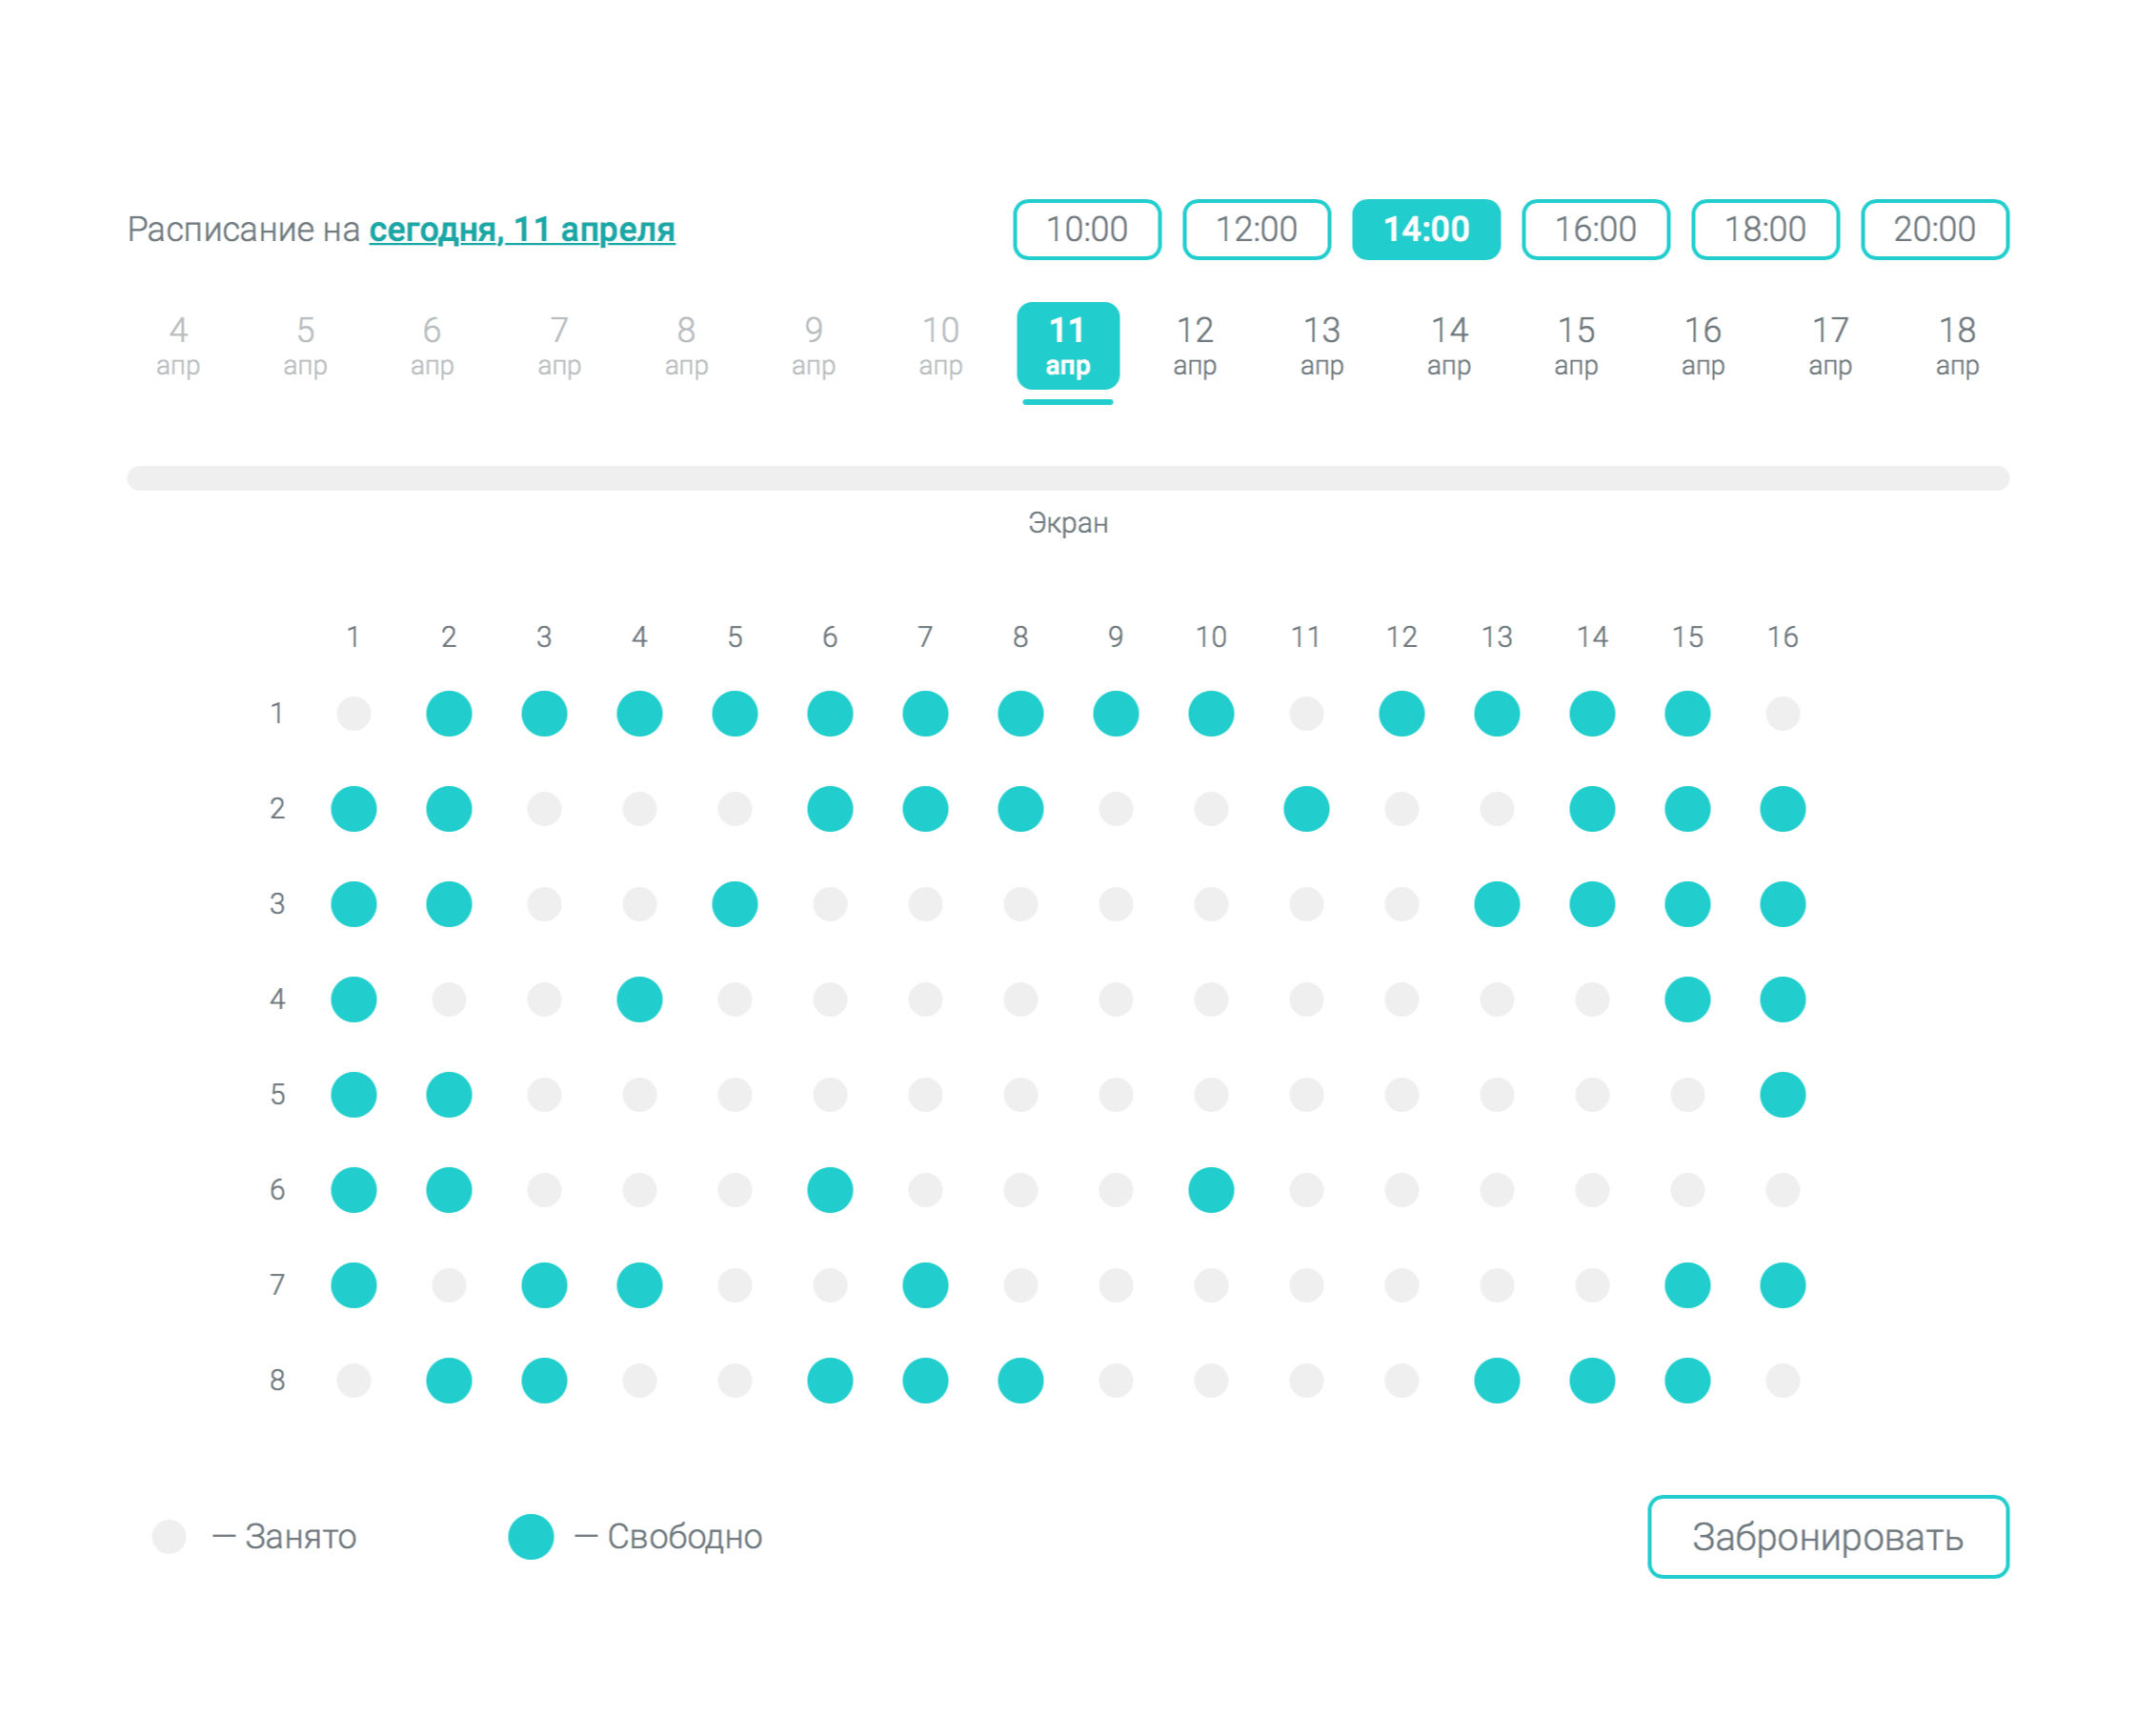 Расписание на сегодня, 11 апреля
10:00 12:00 14:00 16:00 18:00 20:00
4 5 6 7 8 9 10 11 12 13 14 15 16 17 18
апр апр апр апр апр апр апр апр апр апр апр апр апр апр апр
Экран
1 2 3 4 5 6 7 8 9 10 11 12 13 14 15 16
1
2
3
4
5
6
7
8
— Занято — Свободно
Забронировать